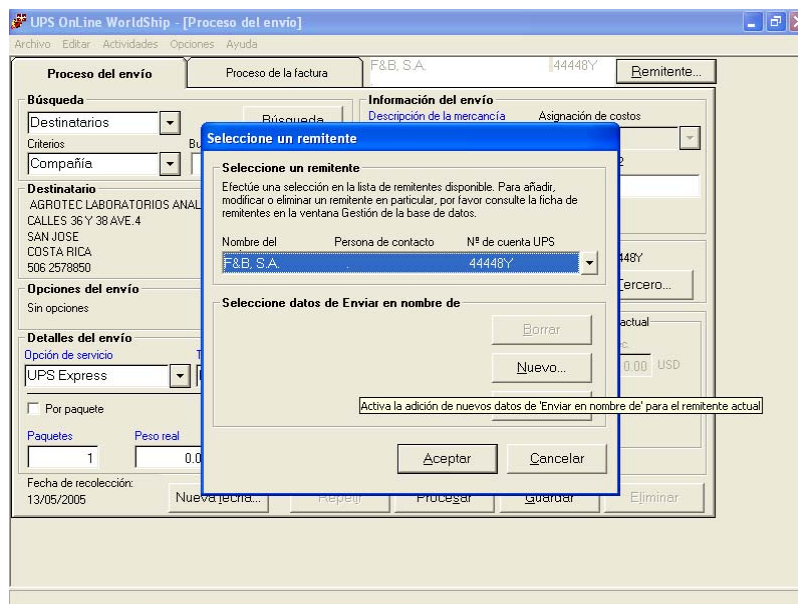 UPS OnLine WorldShip - [Proceso del envío]
Archivo Editar Actividades Opciones Ayuda
Proceso del envío
Proceso de la factura
F&B, S.A.
44448Y
Remitente...
Búsqueda
Destinatarios
Búsqueda
Criterios
Compañía
Información del envío
Descripción de la mercancía
Asignación de costos
Destinatario
AGROTEC LABORATORIOS ANAL
CALLES 36 Y 38 AVE.4
SAN JOSE
COSTA RICA
506 2578850
Opciones del envío
Sin opciones
Detalles del envío
Opción de servicio
UPS Express
Por paquete
Paquetes
Peso real
1
0.0
Fecha de recolección:
13/05/2005
Seleccione un remitente
Seleccione un remitente
Efectúe una selección en la lista de remitentes disponible. Para añadir,
modificar o eliminar un remitente en particular, por favor consulte la ficha de
remitentes en la ventana Gestión de la base de datos.
Nombre del
Persona de contacto
Nº de cuenta UPS
F&B, S.A.
.
44448Y
Seleccione datos de Enviar en nombre de
Borrar
Nuevo...
Activa la adición de nuevos datos de 'Enviar en nombre de' para el remitente actual
Aceptar
Cancelar
448Y
ercero...
actual
0.00 USD
Nueva fecha...
Repetir
Procesar
Guardar
Eliminar